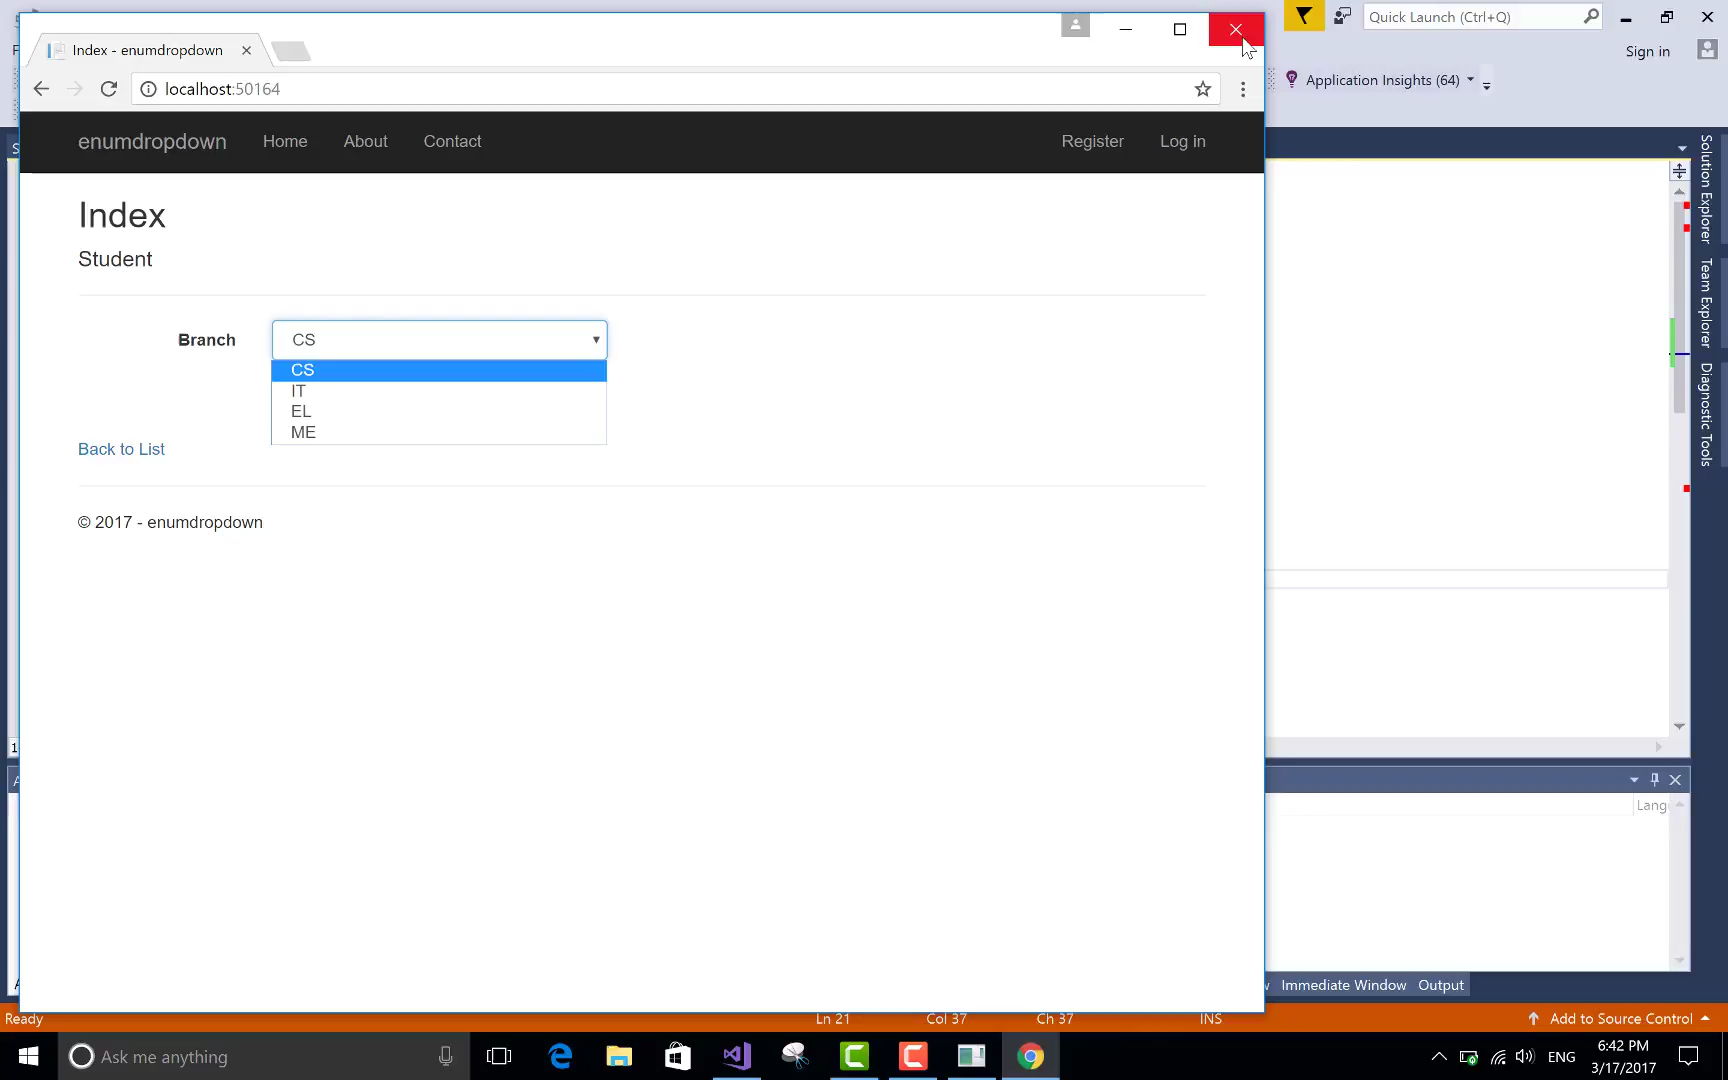 Quick Launch (Ctrl+Q)
Index - enumdropdown
Sign in
localhost:50164
Application Insights (64)
enumdropdown Home About Contact Register Log in
Index
Student
Branch CS
CS
IT
EL
ME
Back to List
© 2017 - enumdropdown
Solution Explorer
Team Explorer
Diagnostic Tools
Immediate Window Output
Ready Ln 21 Col 37 Ch 37 INS Add to Source Control
Ask me anything
ENG
6:42 PM
3/17/2017